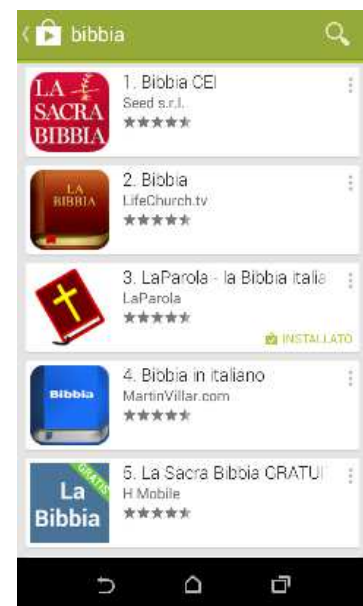 bibbia
LA
SACRA
BIBBIA
1. Bibbia CEI
Seed s.r.l.
LA
BIBBIA
2. Bibbia
LifeChurch.tv
3. LaParola - la Bibbia italia
LaParola
INSTALLATO
Bibbia
4. Bibbia in italiano
MartinVillar.com
GRATIS
La
Bibbia
5. La Sacra Bibbia GRATUI
H Mobile